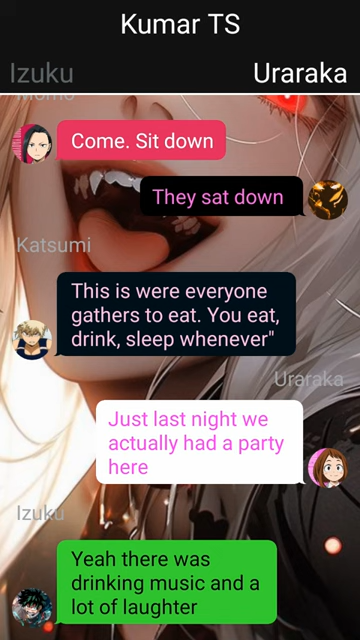 Kumar TS
Izuku
Uraraka
Momo
Come. Sit down
They sat down
Katsumi
This is were everyone
gathers to eat. You eat,
drink, sleep whenever"
Uraraka
Just last night we
actually had a party
here
Izuku
Yeah there was
drinking music and a
lot of laughter